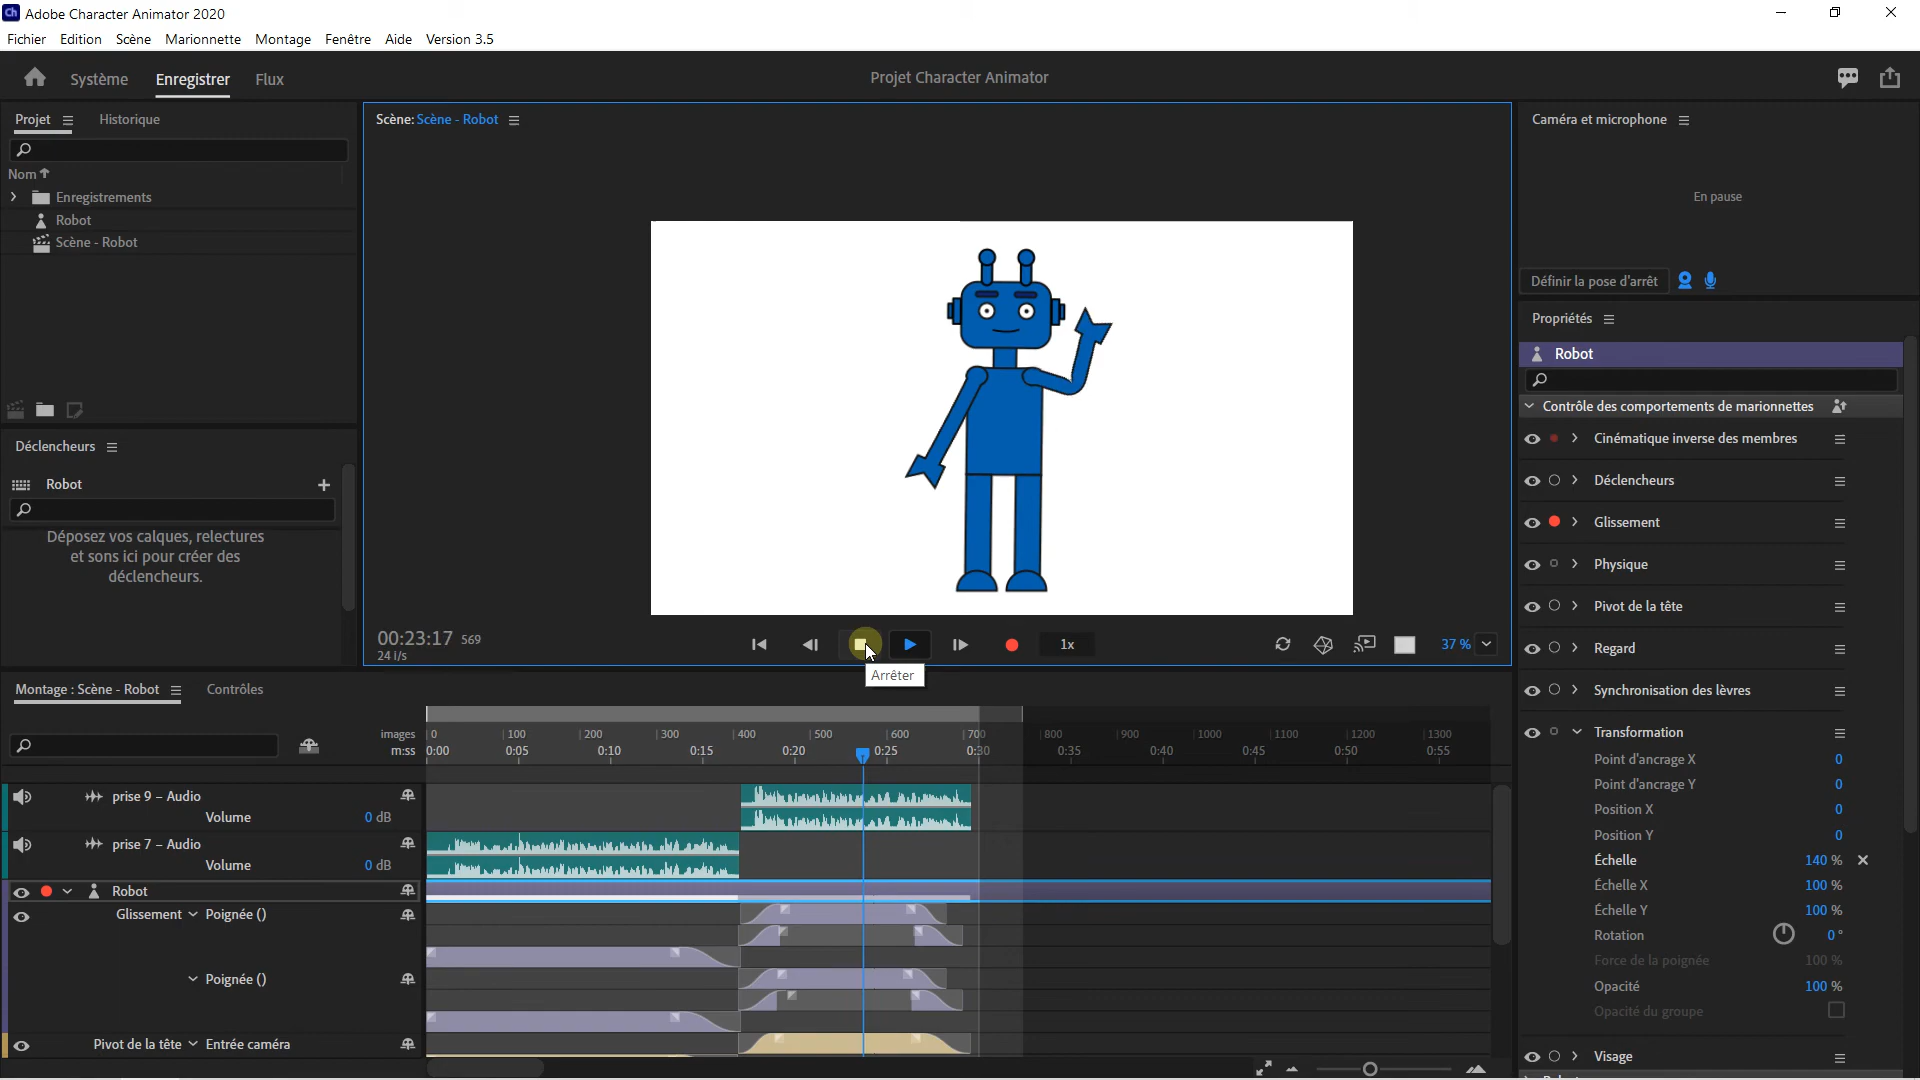 Adobe Character Animator 2020
Fichier Edition Scène Marionnette Montage Fenêtre Aide Version 3.5
Système Enregistrer Flux
Projet Character Animator
Projet Historique
Nom
Enregistrements
Robot
Scène - Robot
Déclencheurs
Robot
Déposez vos calques, relectures
et sons ici pour créer des
déclencheurs.
Scène: Scène - Robot
00:23:17 569
24 i/s
1x
37 %
Arrêter
Caméra et microphone
En pause
Définir la pose d'arrêt
Propriétés
Robot
Contrôle des comportements de marionnettes
Cinématique inverse des membres
Déclencheurs
Glissement
Physique
Pivot de la tête
Regard
Synchronisation des lèvres
Transformation
Point d'ancrage X 0
Point d'ancrage Y 0
Position X 0
Position Y 0
Échelle 140 %
Échelle X 100 %
Échelle Y 100 %
Rotation 0 °
Force de la poignée 100 %
Opacité 100 %
Opacité du groupe
Visage
Montage : Scène - Robot Contrôles
images 0 100 200 300 400 500 600 700 800 900 1000 1100 1200 1300
m:ss 0:00 0:05 0:10 0:15 0:20 0:25 0:30 0:35 0:40 0:45 0:50 0:55
prise 9 – Audio
Volume 0 dB
prise 7 – Audio
Volume 0 dB
Robot
Glissement Poignée ()
Poignée ()
Pivot de la tête Entrée caméra